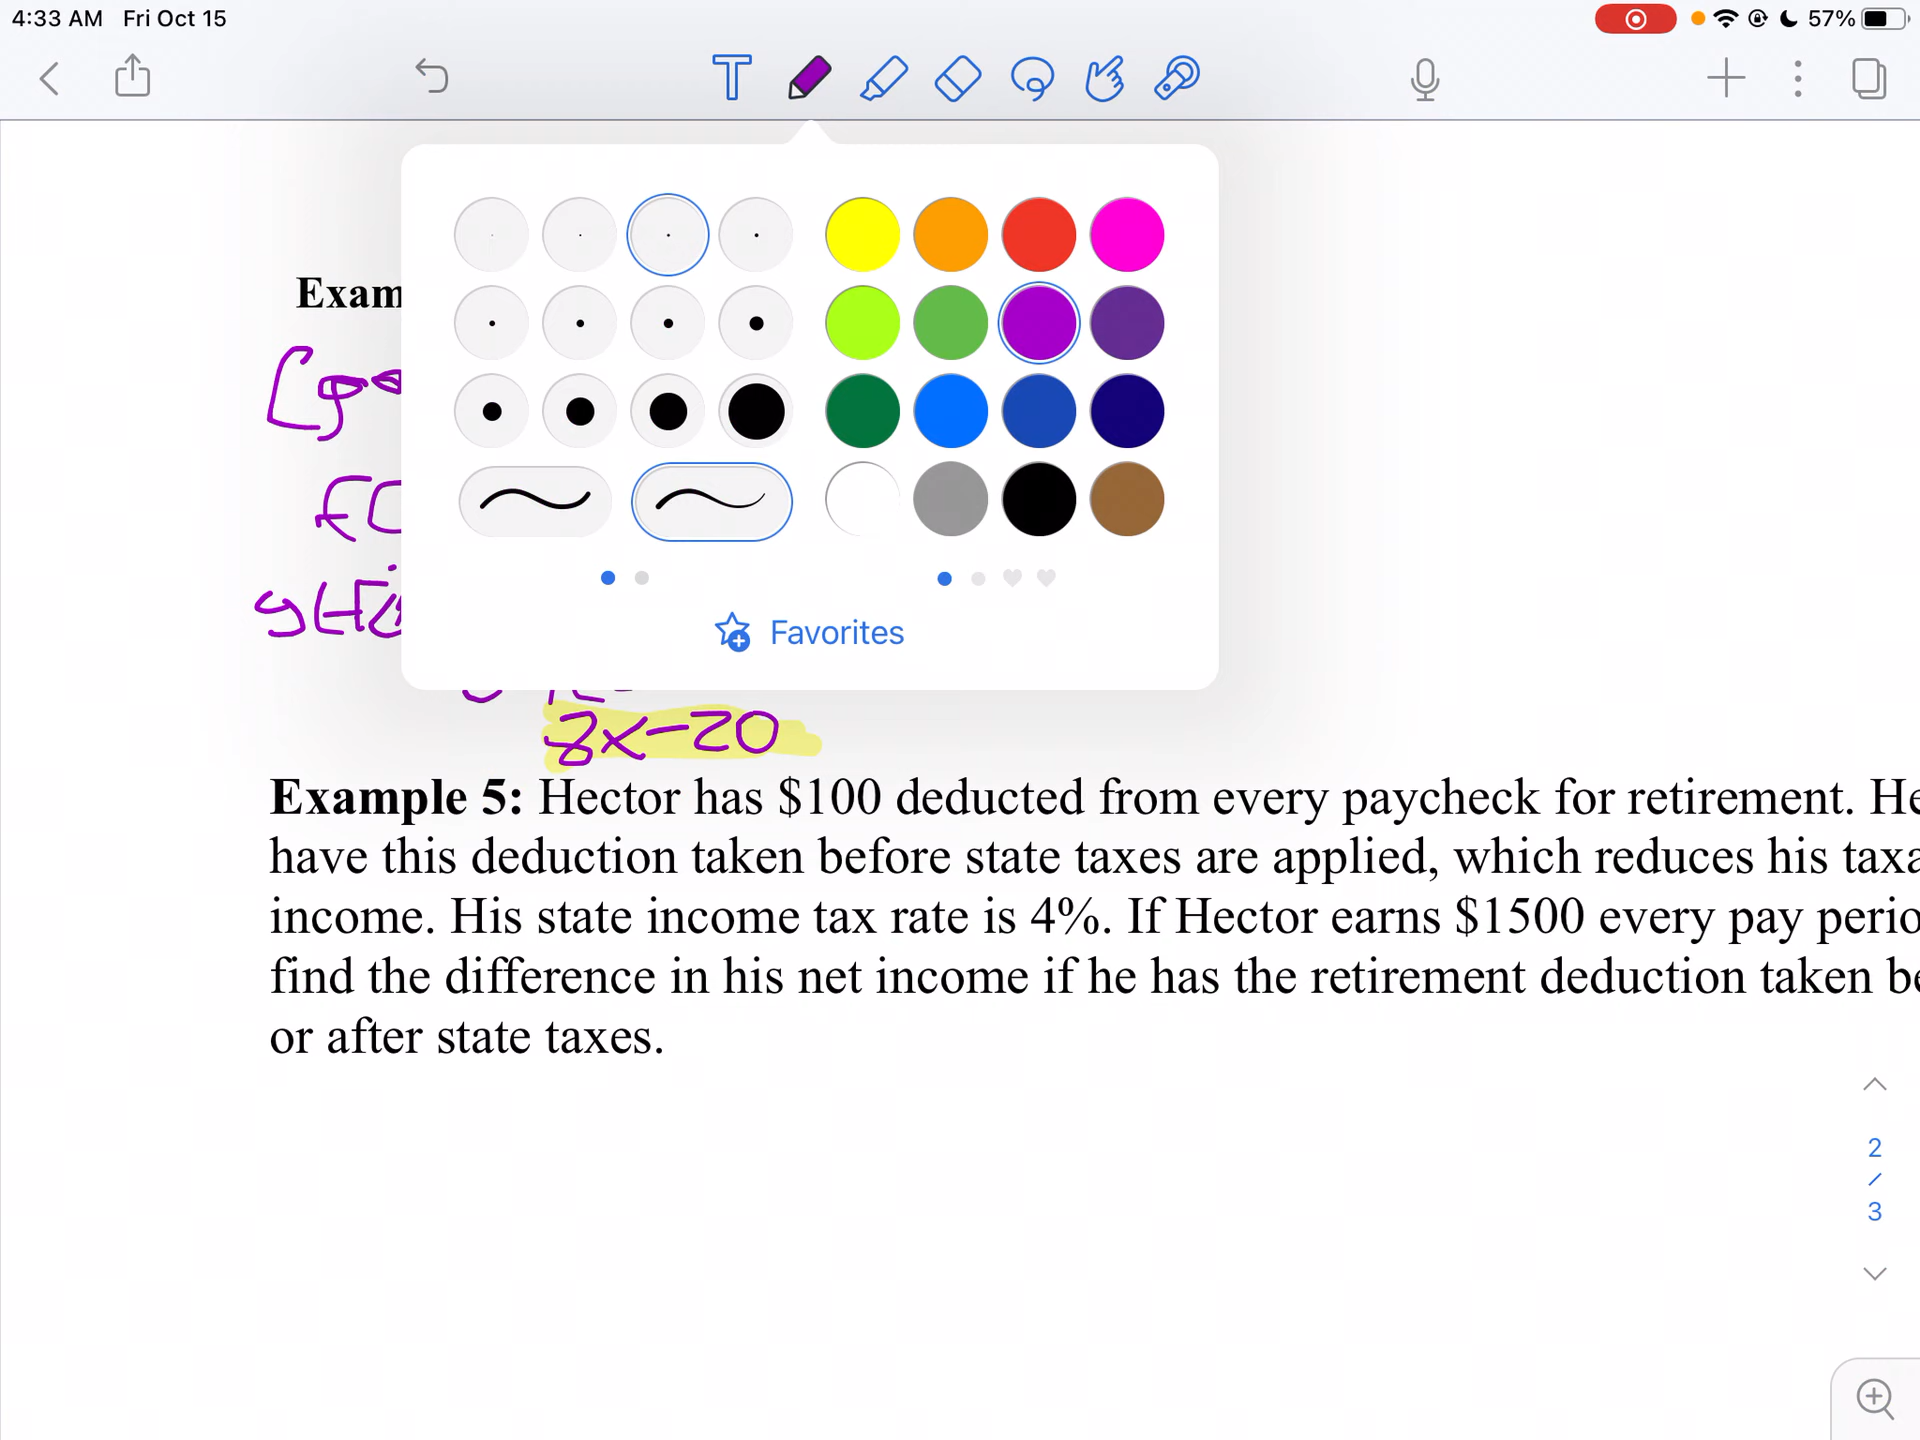 4:33 AM Fri Oct 15
57%
T
Exam
Favorites
8x-20
Example 5: Hector has $100 deducted from every paycheck for retirement. He
have this deduction taken before state taxes are applied, which reduces his taxa
income. His state income tax rate is 4%. If Hector earns $1500 every pay perio
find the difference in his net income if he has the retirement deduction taken be
or after state taxes.
2
/
3